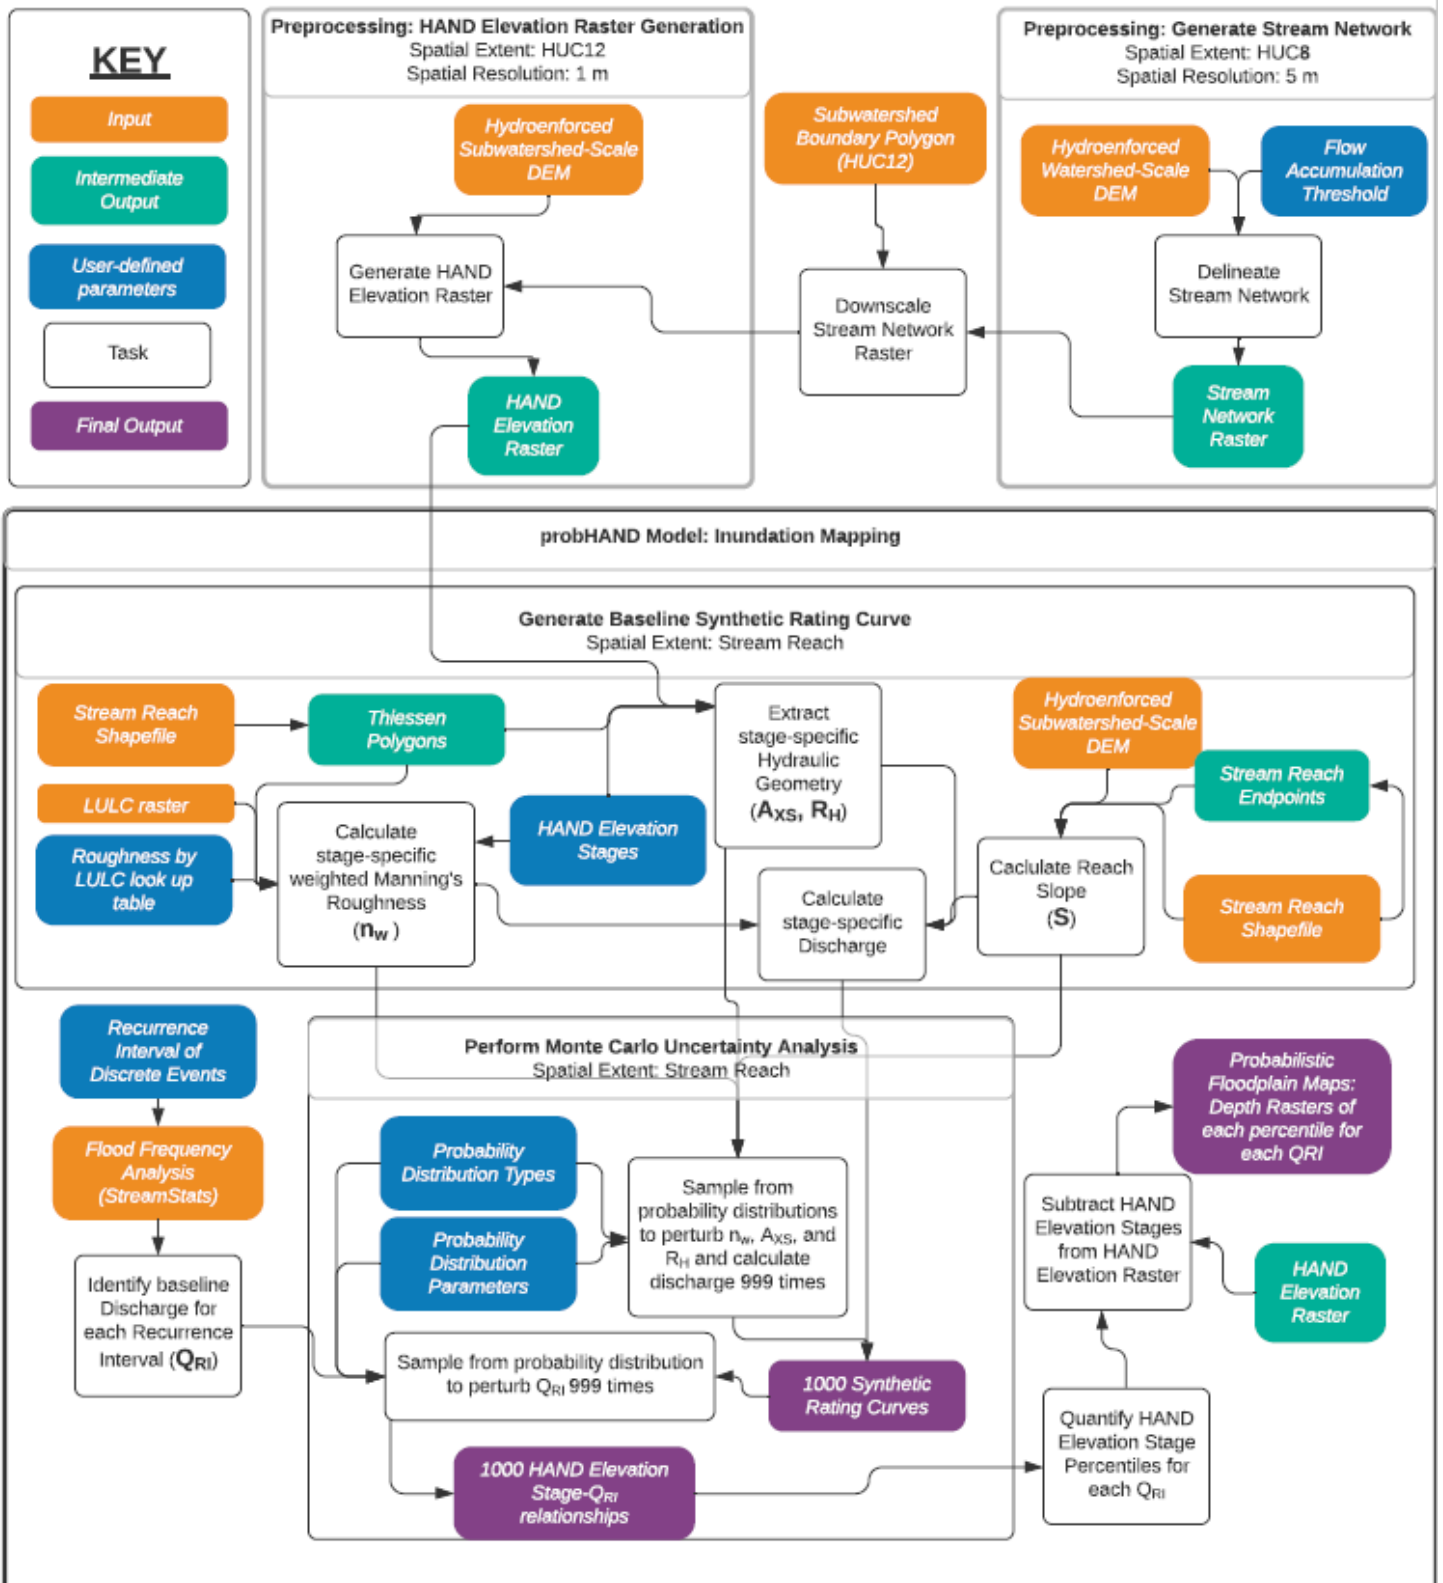 KEY
Input
Intermediate
Output
User-defined
parameters
Task
Final Output
Preprocessing: HAND Elevation Raster Generation
Spatial Extent: HUC12
Spatial Resolution: 1 m
Hydroenforced
Subwatershed-Scale
DEM
Generate HAND
Elevation Raster
HAND
Elevation
Raster
Subwatershed
Boundary Polygon
(HUC12)
Downscale
Stream Network
Raster
Preprocessing: Generate Stream Network
Spatial Extent: HUC8
Spatial Resolution: 5 m
Hydroenforced
Watershed-Scale
DEM
Flow
Accumulation
Threshold
Delineate
Stream Network
Stream
Network
Raster
probHAND Model: Inundation Mapping
Generate Baseline Synthetic Rating Curve
Spatial Extent: Stream Reach
Stream Reach
Shapefile
Thiessen
Polygons
LULC raster
Roughness by
LULC look up
table
Calculate
stage-specific
weighted Manning's
Roughness
(nw )
HAND Elevation
Stages
Extract
stage-specific
Hydraulic
Geometry
(AXS, RH)
Calculate
stage-specific
Discharge
Hydroenforced
Subwatershed-Scale
DEM
Stream Reach
Endpoints
Caclulate Reach
Slope
(S)
Stream Reach
Shapefile
Recurrence
Interval of
Discrete Events
Flood Frequency
Analysis
(StreamStats)
Identify baseline
Discharge for
each Recurrence
Interval (QRI)
Perform Monte Carlo Uncertainty Analysis
Spatial Extent: Stream Reach
Probability
Distribution Types
Probability
Distribution
Parameters
Sample from
probability distributions
to perturb nw, AXS, and
RH and calculate
discharge 999 times
Sample from probability distribution
to perturb QRI 999 times
1000 Synthetic
Rating Curves
1000 HAND Elevation
Stage-QRI
relationships
Probabilistic
Floodplain Maps:
Depth Rasters of
each percentile for
each QRI
Subtract HAND
Elevation Stages
from HAND
Elevation Raster
HAND
Elevation
Raster
Quantify HAND
Elevation Stage
Percentiles for
each QRI